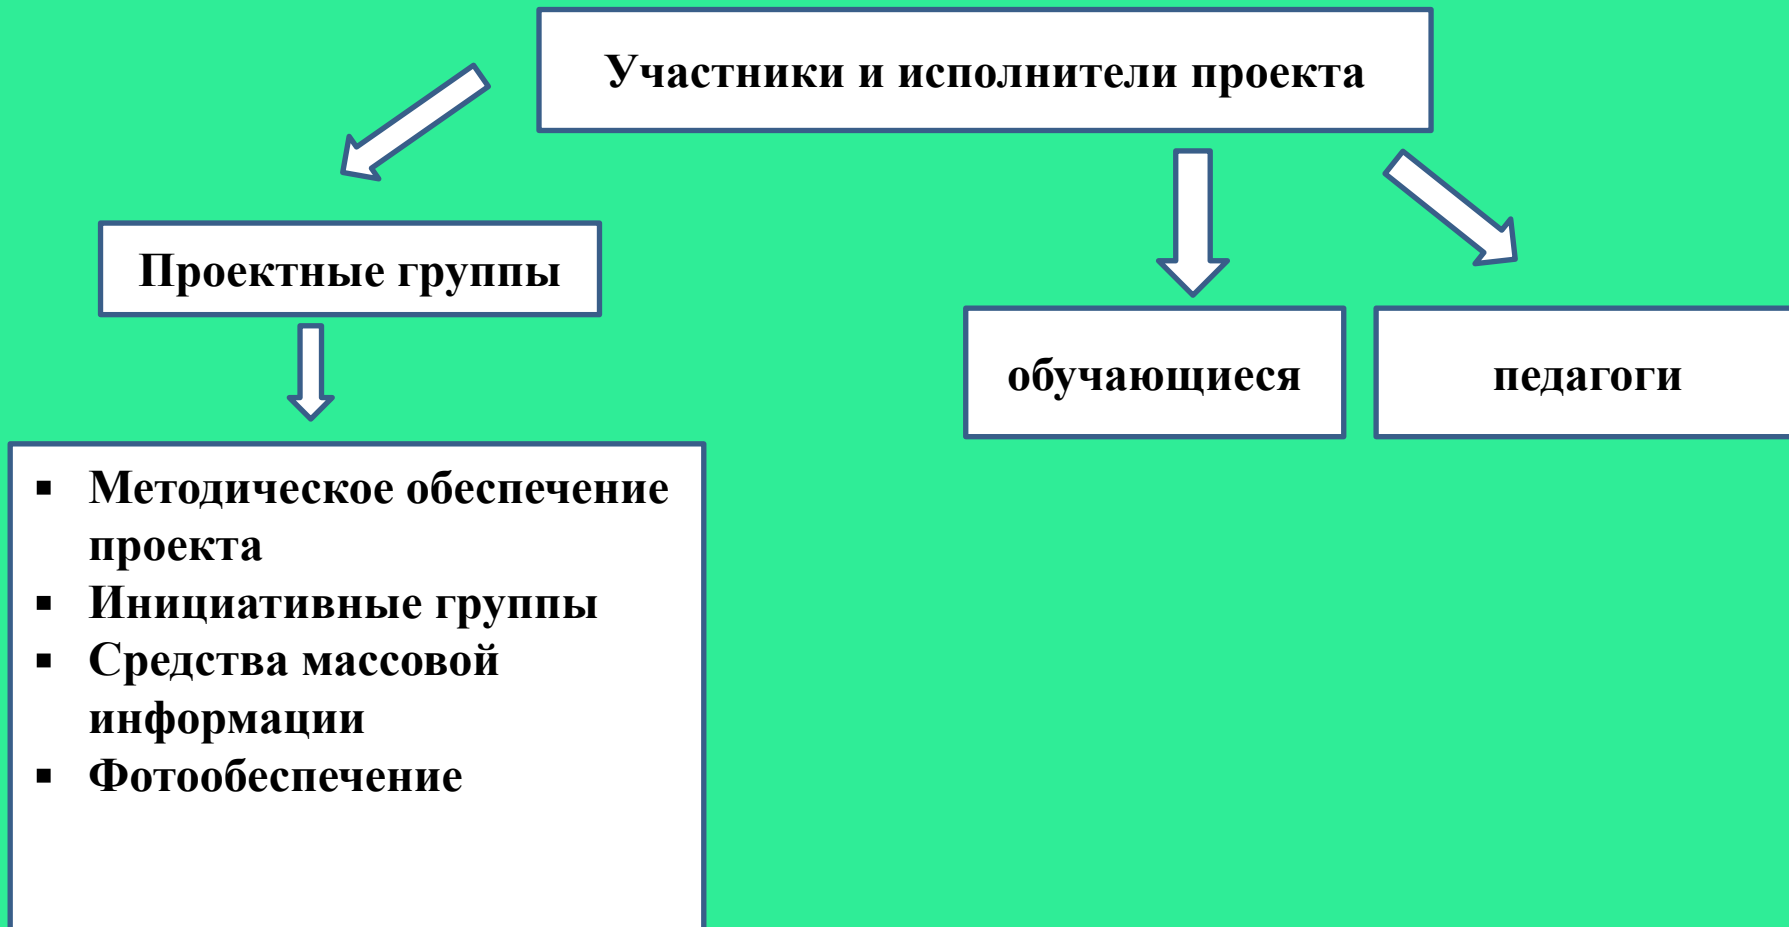 Участники и исполнители проекта
Проектные группы
обучающиеся
педагоги
▪ Методическое обеспечение
проекта
▪ Инициативные группы
▪ Средства массовой
информации
▪ Фотообеспечение